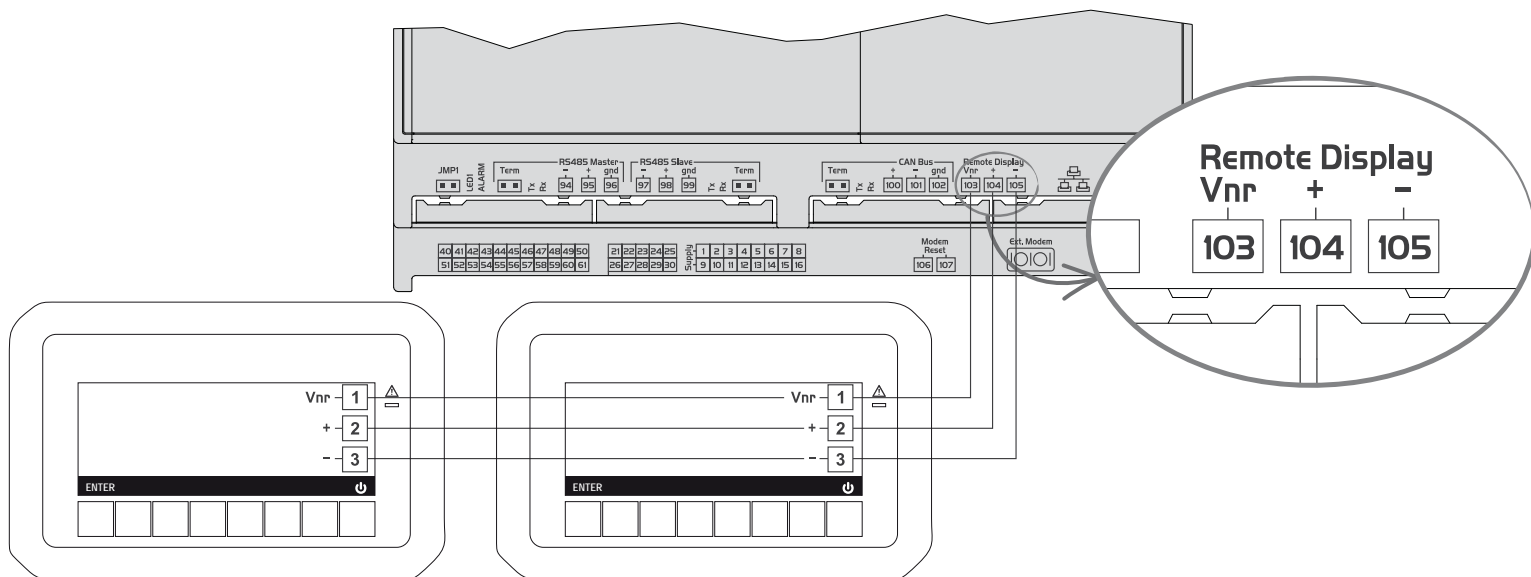 RS485 Master RS485 Slave CAN Bus Remote Display
JMP1 LED1 ALARM Term Tx Rx - + gnd - + gnd Tx Rx Term Term Tx Rx + - gnd Vnr + -
94 95 96 97 98 99 100 101 102 103 104 105
40 41 42 43 44 45 46 47 48 49 50 21 22 23 24 25 Supply 1 2 3 4 5 6 7 8
51 52 53 54 55 56 57 58 59 60 61 26 27 28 29 30 9 10 11 12 13 14 15 16
Modem
Reset
106 107
Ext. Modem
Remote Display
Vnr + -
103 104 105
Vnr 1
+ 2
- 3
ENTER
Vnr 1
+ 2
- 3
ENTER